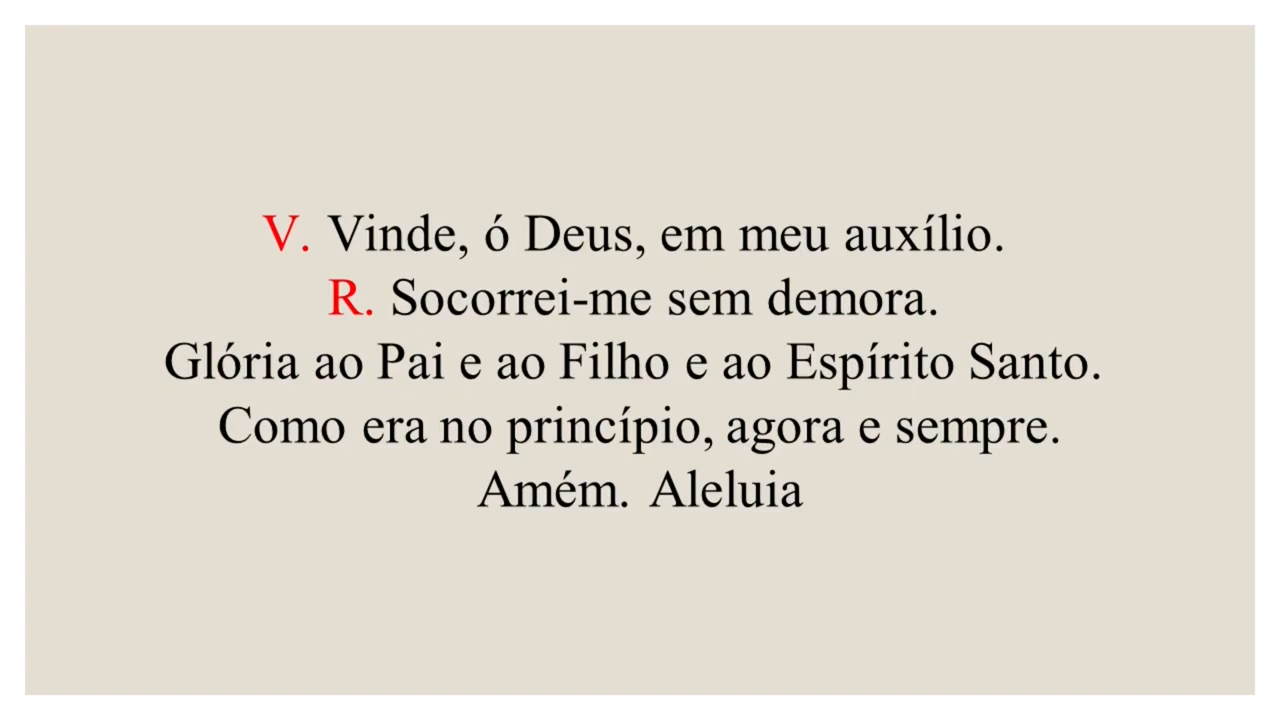 V. Vinde, ó Deus, em meu auxílio.
R. Socorrei-me sem demora.
Glória ao Pai e ao Filho e ao Espírito Santo.
Como era no princípio, agora e sempre.
Amém. Aleluia